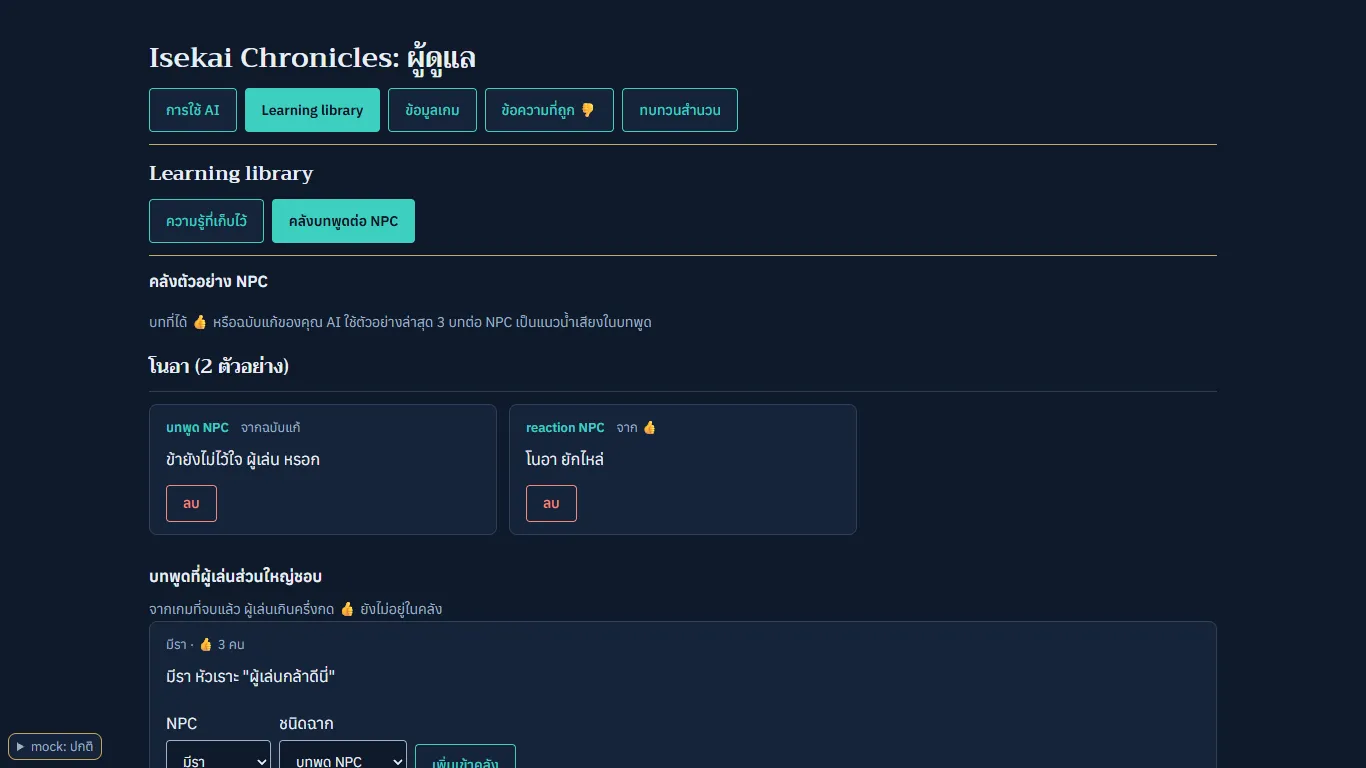 Isekai Chronicles: ผู้ดูแล
การใช้ AI
Learning library
ข้อมูลเกม
ข้อความที่ถูก 👎
ทบทวนสำนวน
Learning library
ความรู้ที่เก็บไว้
คลังบทพูดต่อ NPC
คลังตัวอย่าง NPC
บทที่ได้ 👍 หรือฉบับแก้ของคุณ AI ใช้ตัวอย่างล่าสุด 3 บทต่อ NPC เป็นแนวน้ำเสียงในบทพูด
โนอา (2 ตัวอย่าง)
บทพูด NPC จากฉบับแก้
ข้ายังไม่ไว้ใจ ผู้เล่น หรอก
ลบ
reaction NPC จาก 👍
โนอา ยักไหล่
ลบ
บทพูดที่ผู้เล่นส่วนใหญ่ชอบ
จากเกมที่จบแล้ว ผู้เล่นเกินครึ่งกด 👍 ยังไม่อยู่ในคลัง
มีรา · 👍 3 คน
มีรา หัวเราะ "ผู้เล่นกล้าดีนี่"
NPC
ชนิดฉาก
มีรา
บทพูด NPC
เพิ่มเข้าคลัง
mock: ปกติ